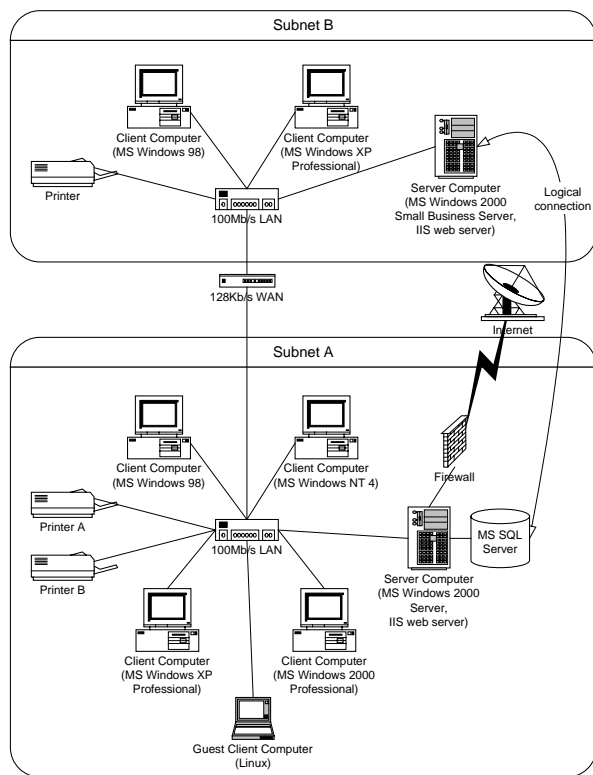 Subnet B
Client Computer
(MS Windows 98)
Client Computer
(MS Windows XP
Professional)
Printer
100Mb/s LAN
Server Computer
(MS Windows 2000
Small Business Server,
IIS web server)
Logical
connection
128Kb/s WAN
Internet
Subnet A
Client Computer
(MS Windows 98)
Client Computer
(MS Windows NT 4)
Firewall
Printer A
100Mb/s LAN
MS SQL
Server
Printer B
Server Computer
(MS Windows 2000
Server,
IIS web server)
Client Computer
(MS Windows XP
Professional)
Client Computer
(MS Windows 2000
Professional)
Guest Client Computer
(Linux)